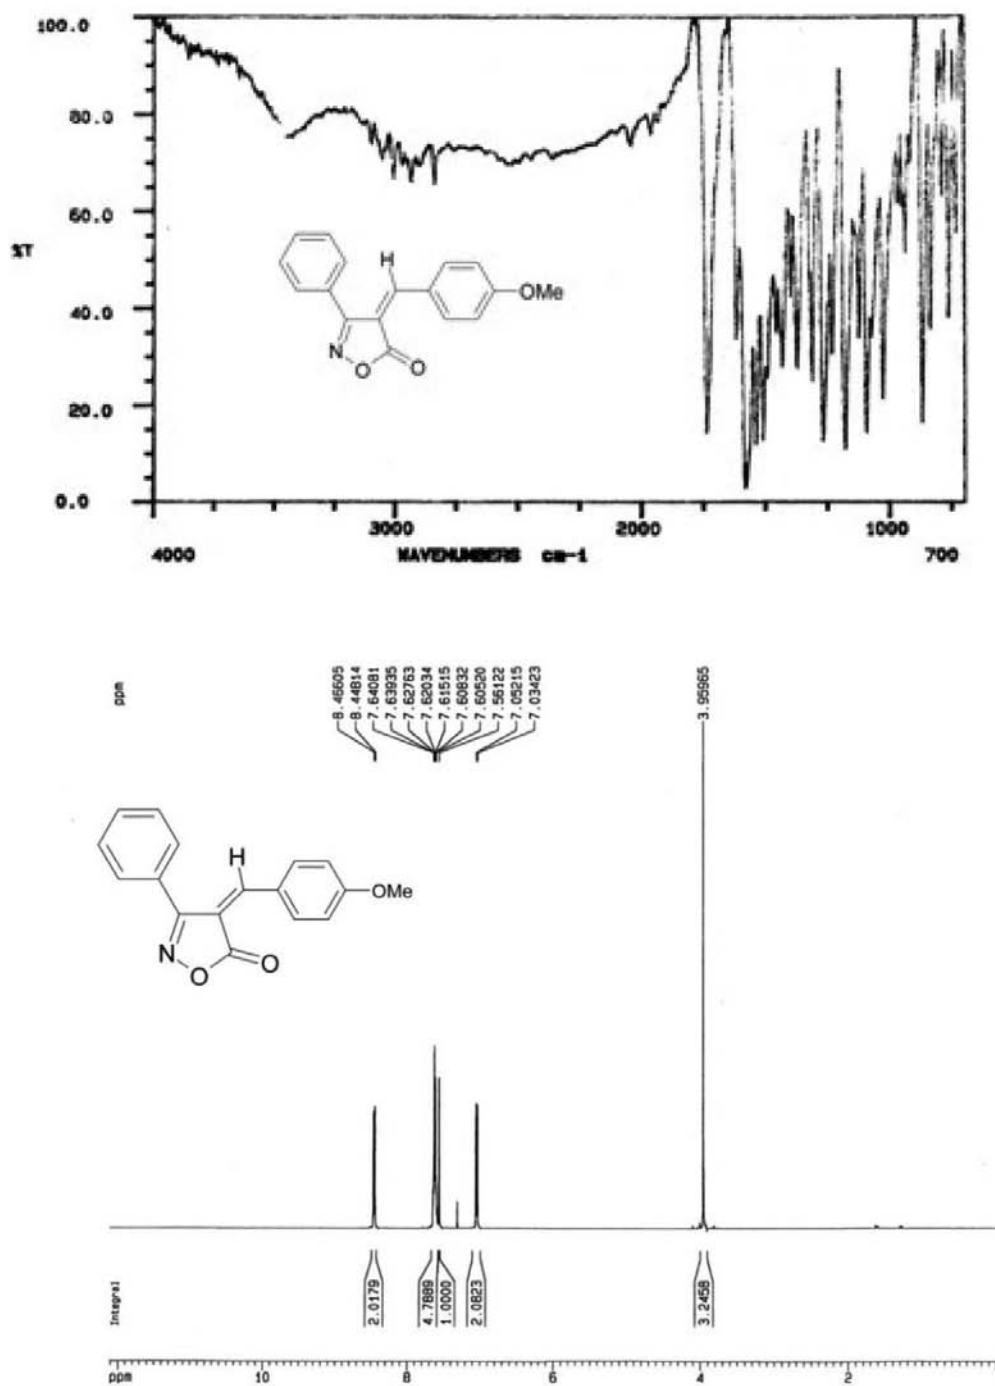 100.0
80.0
60.0
%T
40.0
20.0
0.0
H
OMe
N
O
O
4000
3000
2000
1000
700
WAVENUMBERS cm-1
ppm
8.46605
8.44814
7.64081
7.63935
7.62763
7.62034
7.61515
7.60832
7.60520
7.56122
7.05215
7.03423
3.95965
H
OMe
N
O
O
Integral
2.0179
4.7889
1.0000
2.0823
3.2458
ppm
10
8
6
4
2